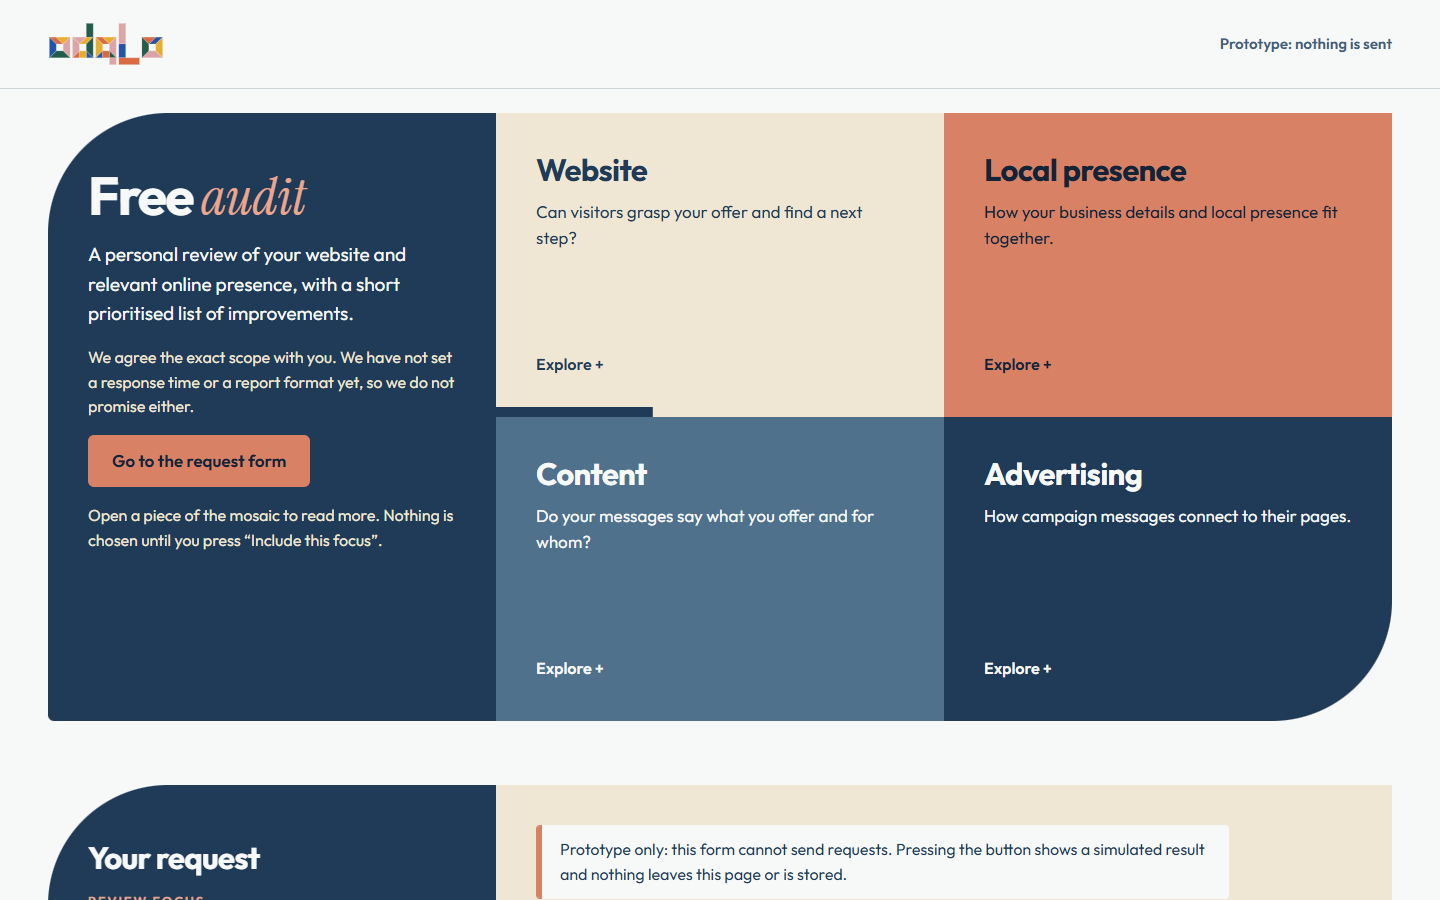 odaLo
Prototype: nothing is sent
Free audit
A personal review of your website and
relevant online presence, with a short
prioritised list of improvements.
We agree the exact scope with you. We have not set
a response time or a report format yet, so we do not
promise either.
Go to the request form
Open a piece of the mosaic to read more. Nothing is
chosen until you press “Include this focus”.
Website
Can visitors grasp your offer and find a next
step?
Explore +
Local presence
How your business details and local presence fit
together.
Explore +
Content
Do your messages say what you offer and for
whom?
Explore +
Advertising
How campaign messages connect to their pages.
Explore +
Your request
REVIEW FOCUS
Prototype only: this form cannot send requests. Pressing the button shows a simulated result
and nothing leaves this page or is stored.